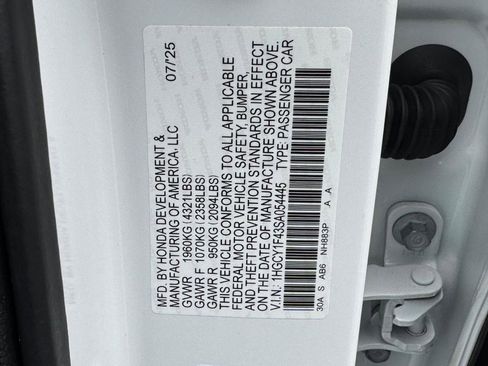 MFD. BY HONDA DEVELOPMENT & 07/'25
MANUFACTURING OF AMERICA, LLC
GVWR 1960KG(4321LBS)
GAWR F 1070KG(2358LBS)
GAWR R 950KG(2094LBS)
THIS VEHICLE CONFORMS TO ALL APPLICABLE
FEDERAL MOTOR VEHICLE SAFETY, BUMPER,
AND THEFT PREVENTION STANDARDS IN EFFECT
ON THE DATE OF MANUFACTURE SHOWN ABOVE.
V.I.N: 1HGCY1F43SA054445 TYPE: PASSENGER CAR
30A S AB6 NH883P A A